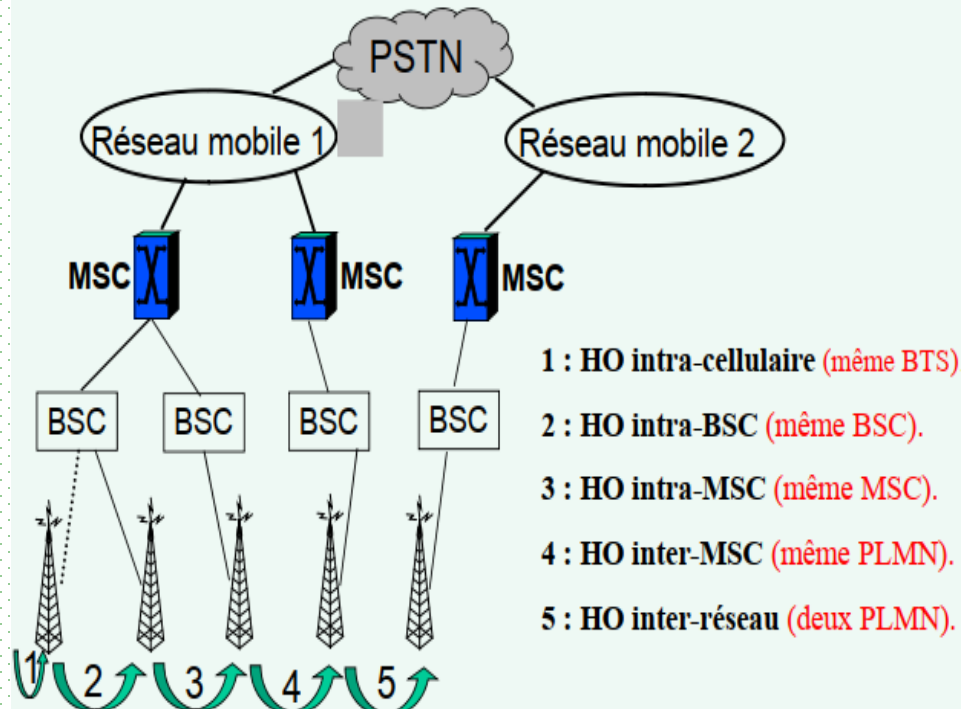 PSTN
Réseau mobile 1
Réseau mobile 2
MSC
MSC
MSC
1 : HO intra-cellulaire (même BTS)
BSC
BSC
BSC
BSC
2 : HO intra-BSC (même BSC).
3 : HO intra-MSC (même MSC).
4 : HO inter-MSC (même PLMN).
5 : HO inter-réseau (deux PLMN).
1
2
3
4
5